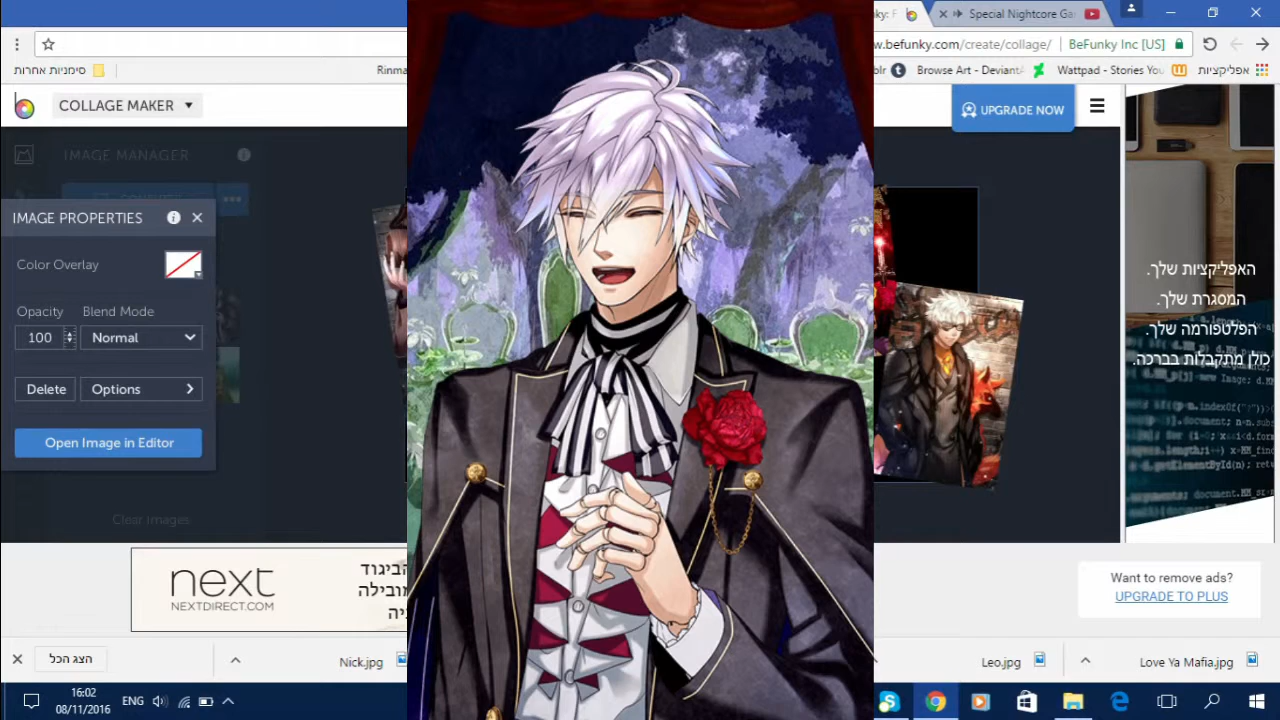 Special Nightcore Ga
w.befunky.com/create/collage/
BeFunky Inc [US]
סימניות אחרות
Rinma
Browse Art - Deviant
Wattpad - Stories You
אפליקציות
COLLAGE MAKER
UPGRADE NOW
IMAGE MANAGER
IMAGE PROPERTIES
Color Overlay
Opacity
Blend Mode
100
Normal
Delete
Options
Open Image in Editor
Clear Images
האפליקציות שלך.
המסגרת שלך.
הפלטפורמה שלך.
כולן מתקבלות בברכה.
next
NEXTDIRECT.COM
הביגוד
מובילה
Want to remove ads?
UPGRADE TO PLUS
הצג הכל
Nick.jpg
Leo.jpg
Love Ya Mafia.jpg
16:02
08/11/2016
ENG